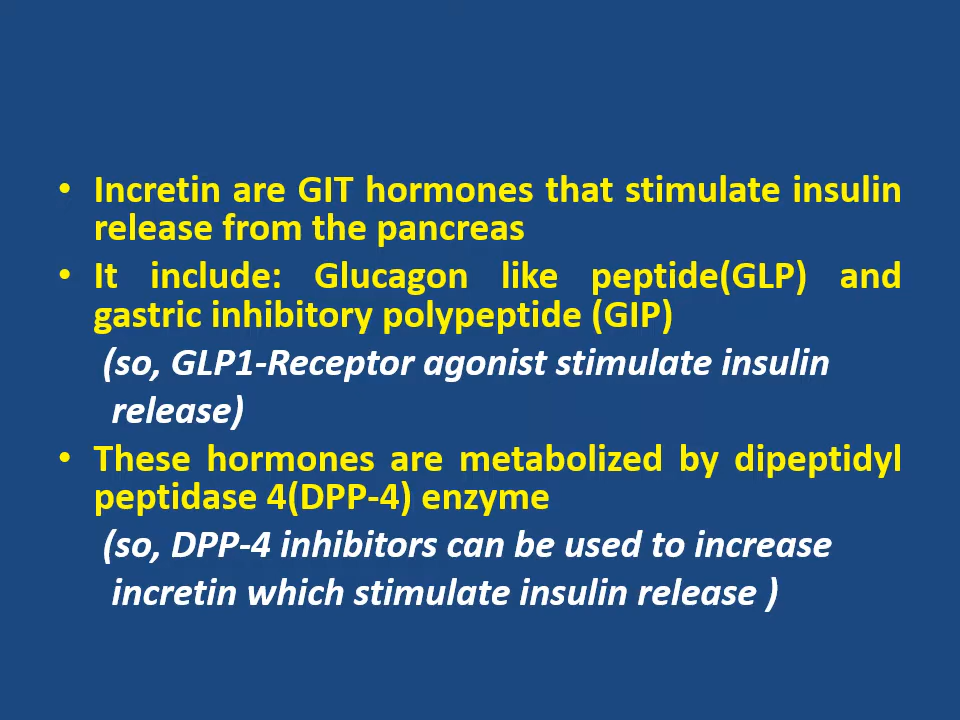 • Incretin are GIT hormones that stimulate insulin
release from the pancreas
• It include: Glucagon like peptide(GLP) and
gastric inhibitory polypeptide (GIP)
(so, GLP1-Receptor agonist stimulate insulin
release)
• These hormones are metabolized by dipeptidyl
peptidase 4(DPP-4) enzyme
(so, DPP-4 inhibitors can be used to increase
incretin which stimulate insulin release )